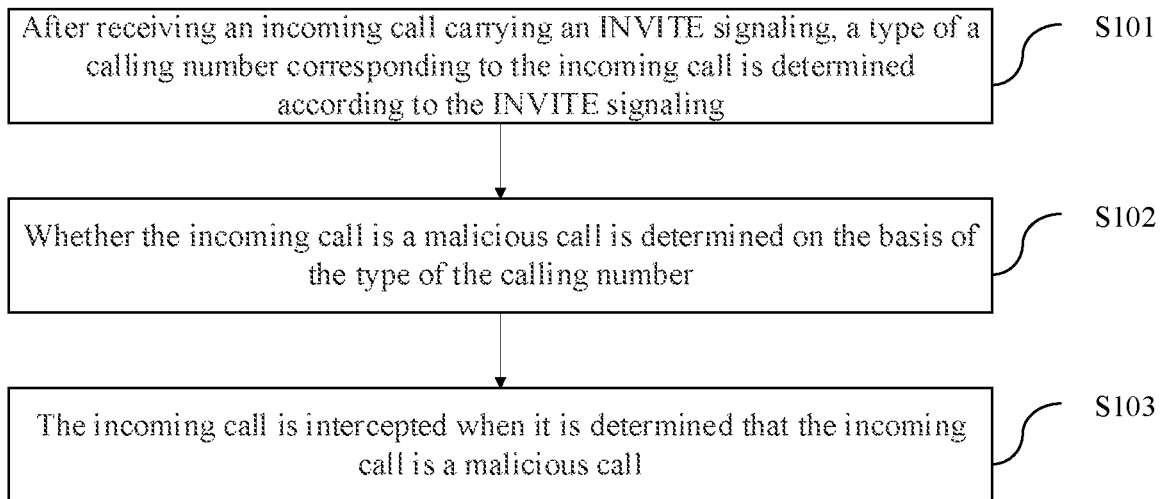 After receiving an incoming call carrying an INVITE signaling, a type of a
calling number corresponding to the incoming call is determined
according to the INVITE signaling
S101
Whether the incoming call is a malicious call is determined on the basis of
the type of the calling number
S102
The incoming call is intercepted when it is determined that the incoming
call is a malicious call
S103